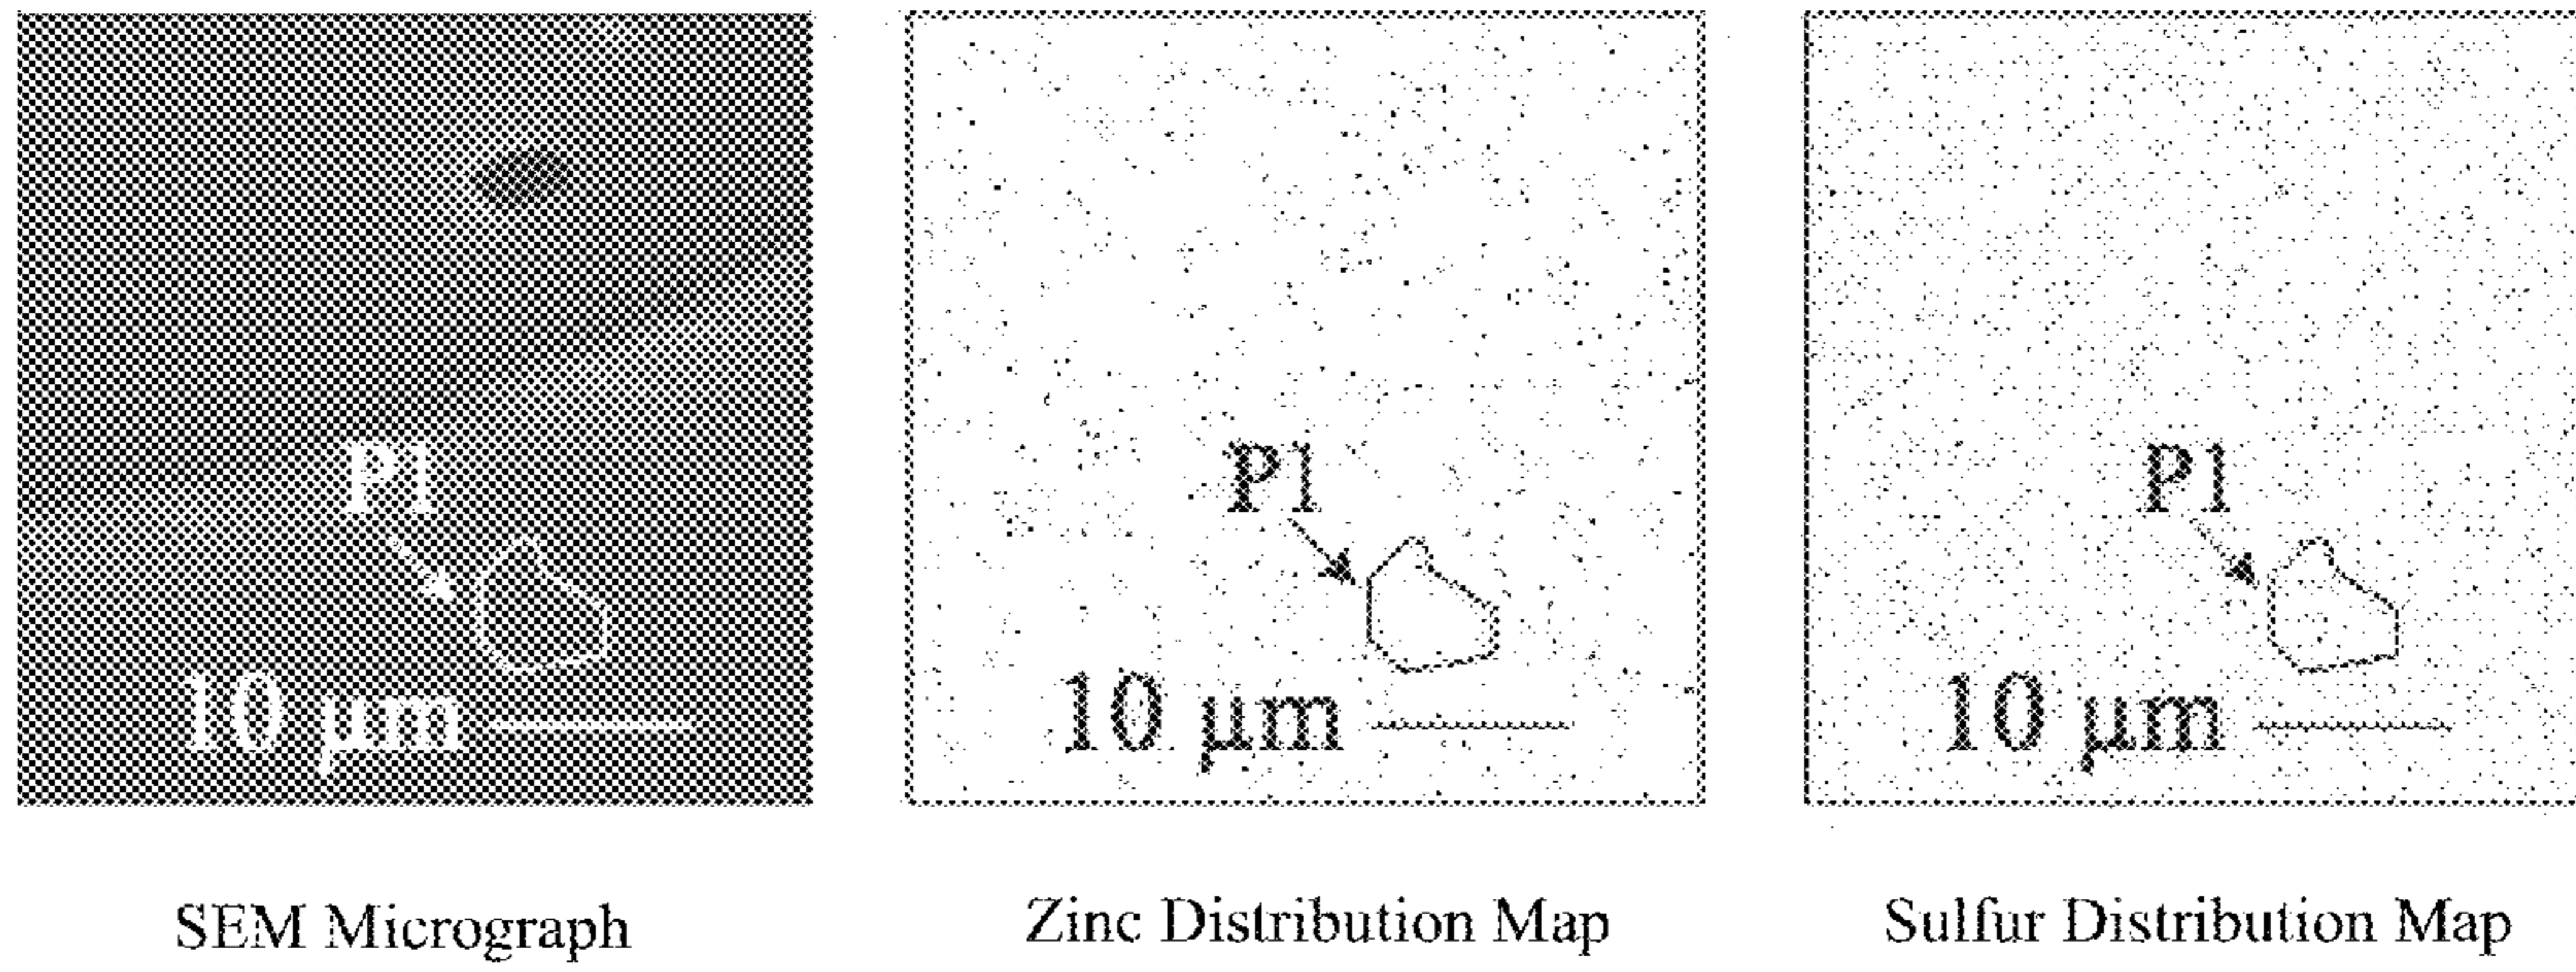 P1
10 µm
P1
10 µm
P1
10 µm
SEM Micrograph
Zinc Distribution Map
Sulfur Distribution Map